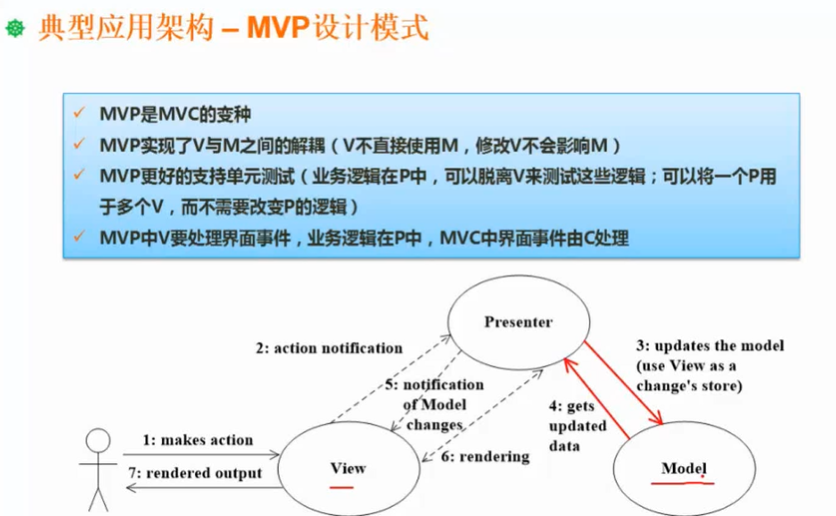 典型应用架构 – MVP设计模式
MVP是MVC的变种
MVP实现了V与M之间的解耦（V不直接使用M，修改V不会影响M）
MVP更好的支持单元测试（业务逻辑在P中，可以脱离V来测试这些逻辑；可以将一个P用
于多个V，而不需要改变P的逻辑）
MVP中V要处理界面事件，业务逻辑在P中，MVC中界面事件由C处理
Presenter
2: action notification
3: updates the model
(use View as a
change's store)
5: notification
of Model
changes
4: gets
updated
data
1: makes action
6: rendering
7: rendered output
View
Model